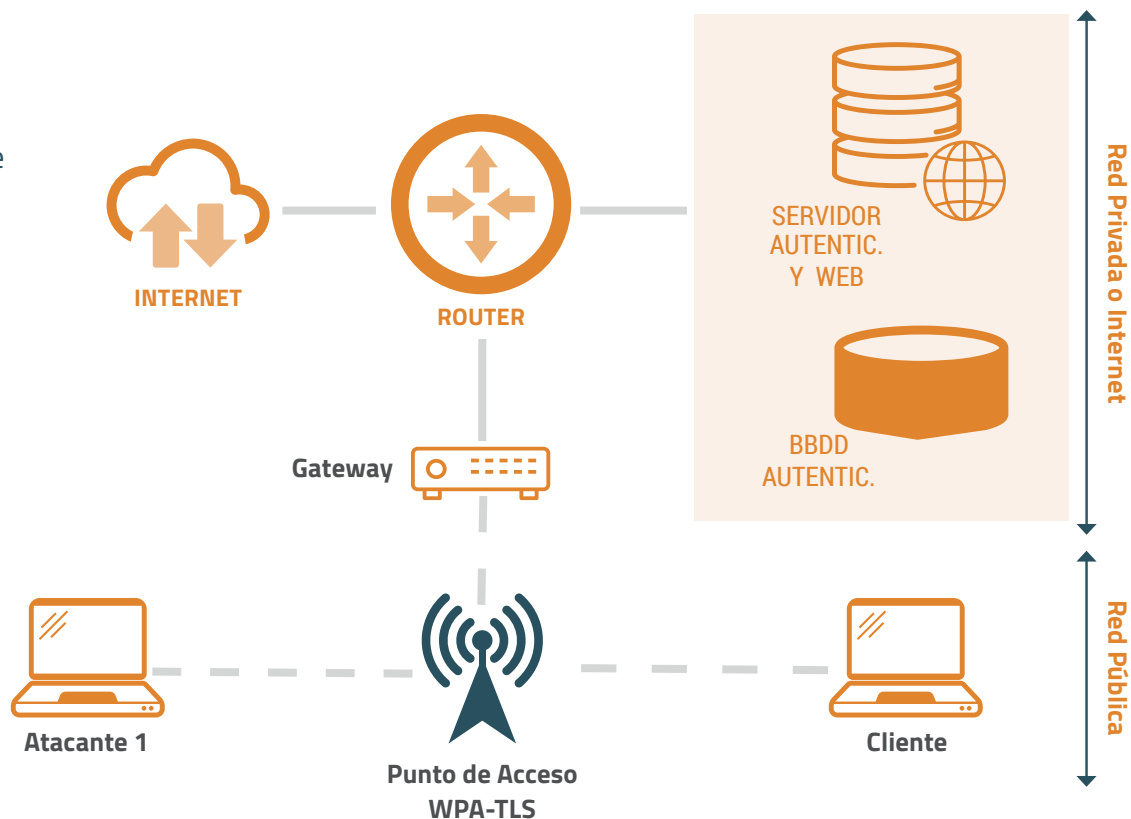 e
INTERNET
ROUTER
SERVIDOR
AUTENTIC.
Y WEB
BBDD
AUTENTIC.
Red Privada o Internet
Gateway
Atacante 1
Punto de Acceso
WPA-TLS
Cliente
Red Pública